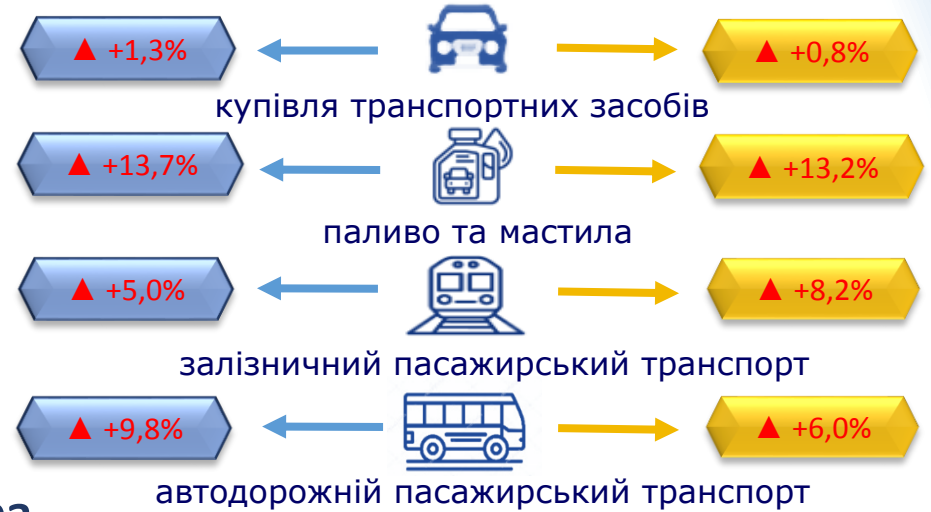 ▲ +1,3% ▲ +0,8%
купівля транспортних засобів
▲ +13,7% ▲ +13,2%
паливо та мастила
▲ +5,0% ▲ +8,2%
залізничний пасажирський транспорт
▲ +9,8% ▲ +6,0%
автодорожній пасажирський транспорт